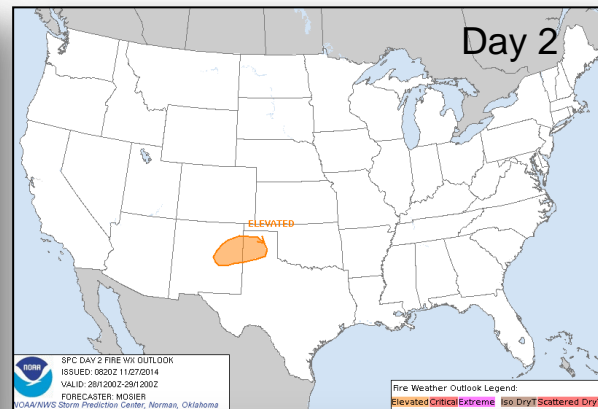 Day 2
ELEVATED
NOAA
SPC DAY 2 FIRE WX OUTLOOK
ISSUED: 0820Z 11/27/2014
VALID: 28/1200Z-29/1200Z
FORECASTER: MOSIER
NOAA/NWS Storm Prediction Center, Norman, Oklahoma
Fire Weather Outlook Legend:
Elevated Critical Extreme Iso DryT Scattered Dry